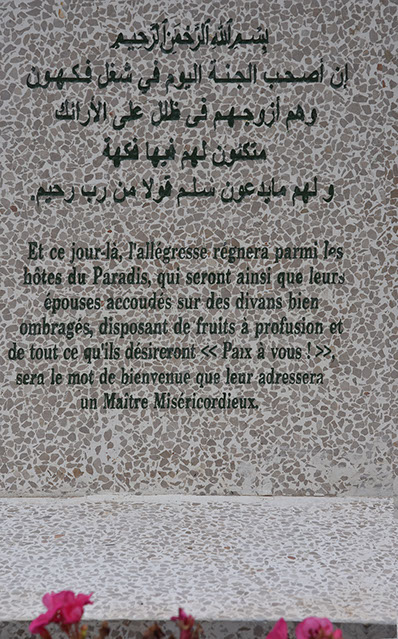 بسم الله الرحمن الرحيم
إن أصحب الجنة اليوم في شغل فكهون
وهم أزوجهم في ظلل على الأرائك
متكئون لهم فيها فكهة
و لهم مايدعون سلم قولا من رب رحيم.
Et ce jour-là, l'allégresse régnera parmi les
hôtes du Paradis, qui seront ainsi que leurs
épouses accoudés sur des divans bien
ombragés, disposant de fruits à profusion et
de tout ce qu'ils désireront << Paix à vous ! >>,
sera le mot de bienvenue que leur adressera
un Maître Miséricordieux.